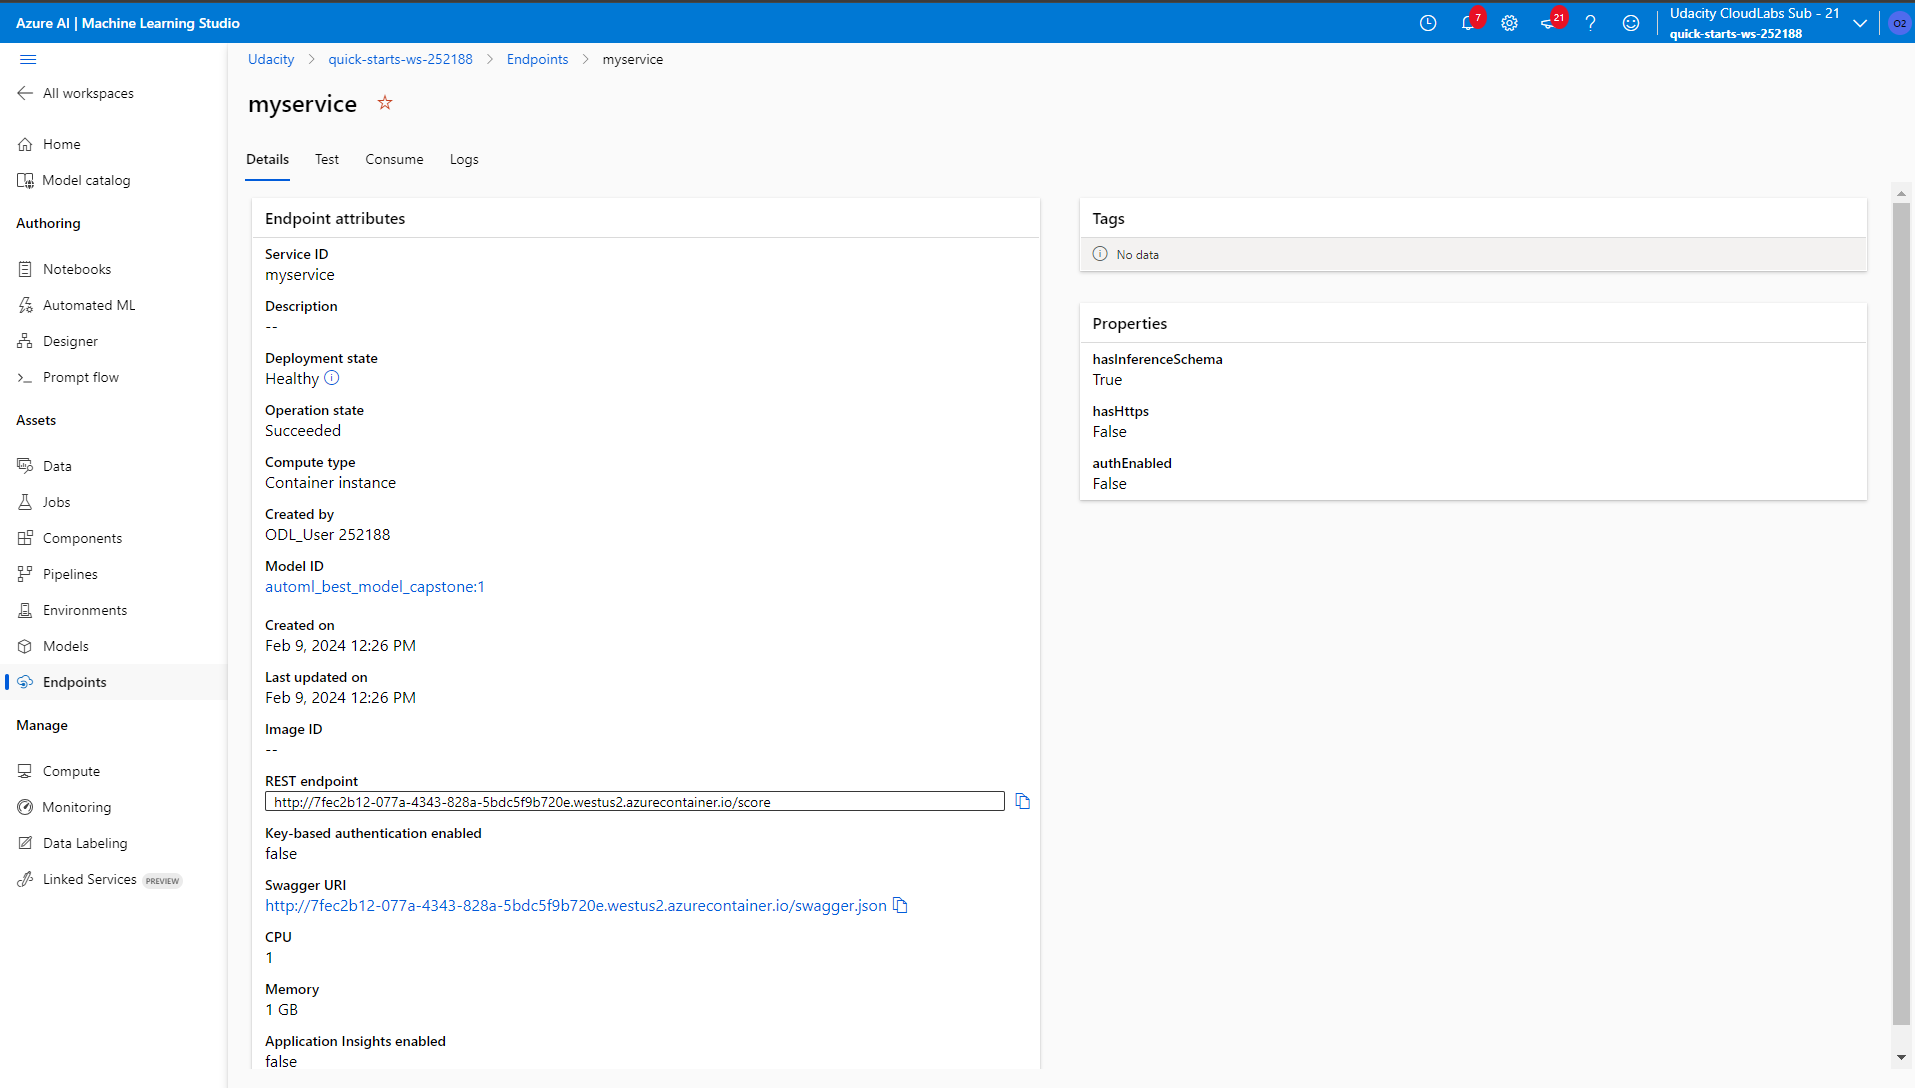 Azure AI | Machine Learning Studio
7
21
Udacity CloudLabs Sub - 21
quick-starts-ws-252188
O2
All workspaces
Home
Model catalog
Authoring
Notebooks
Automated ML
Designer
Prompt flow
Assets
Data
Jobs
Components
Pipelines
Environments
Models
Endpoints
Manage
Compute
Monitoring
Data Labeling
Linked Services PREVIEW
Udacity > quick-starts-ws-252188 > Endpoints > myservice
myservice
Details Test Consume Logs
Endpoint attributes
Service ID
myservice
Description
--
Deployment state
Healthy
Operation state
Succeeded
Compute type
Container instance
Created by
ODL_User 252188
Model ID
automl_best_model_capstone:1
Created on
Feb 9, 2024 12:26 PM
Last updated on
Feb 9, 2024 12:26 PM
Image ID
--
REST endpoint
http://7fec2b12-077a-4343-828a-5bdc5f9b720e.westus2.azurecontainer.io/score
Key-based authentication enabled
false
Swagger URI
http://7fec2b12-077a-4343-828a-5bdc5f9b720e.westus2.azurecontainer.io/swagger.json
CPU
1
Memory
1 GB
Application Insights enabled
false
Tags
No data
Properties
hasInferenceSchema
True
hasHttps
False
authEnabled
False